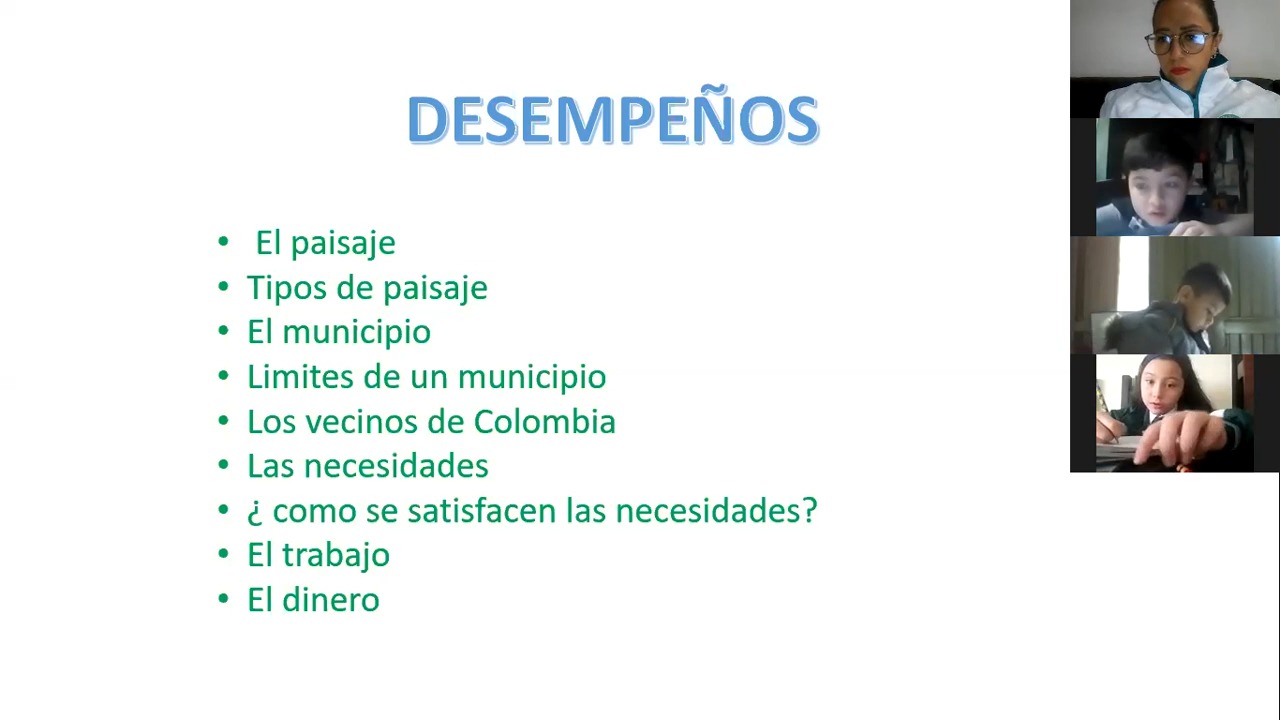 DESEMPEÑOS
• El paisaje
• Tipos de paisaje
• El municipio
• Limites de un municipio
• Los vecinos de Colombia
• Las necesidades
• ¿ como se satisfacen las necesidades?
• El trabajo
• El dinero